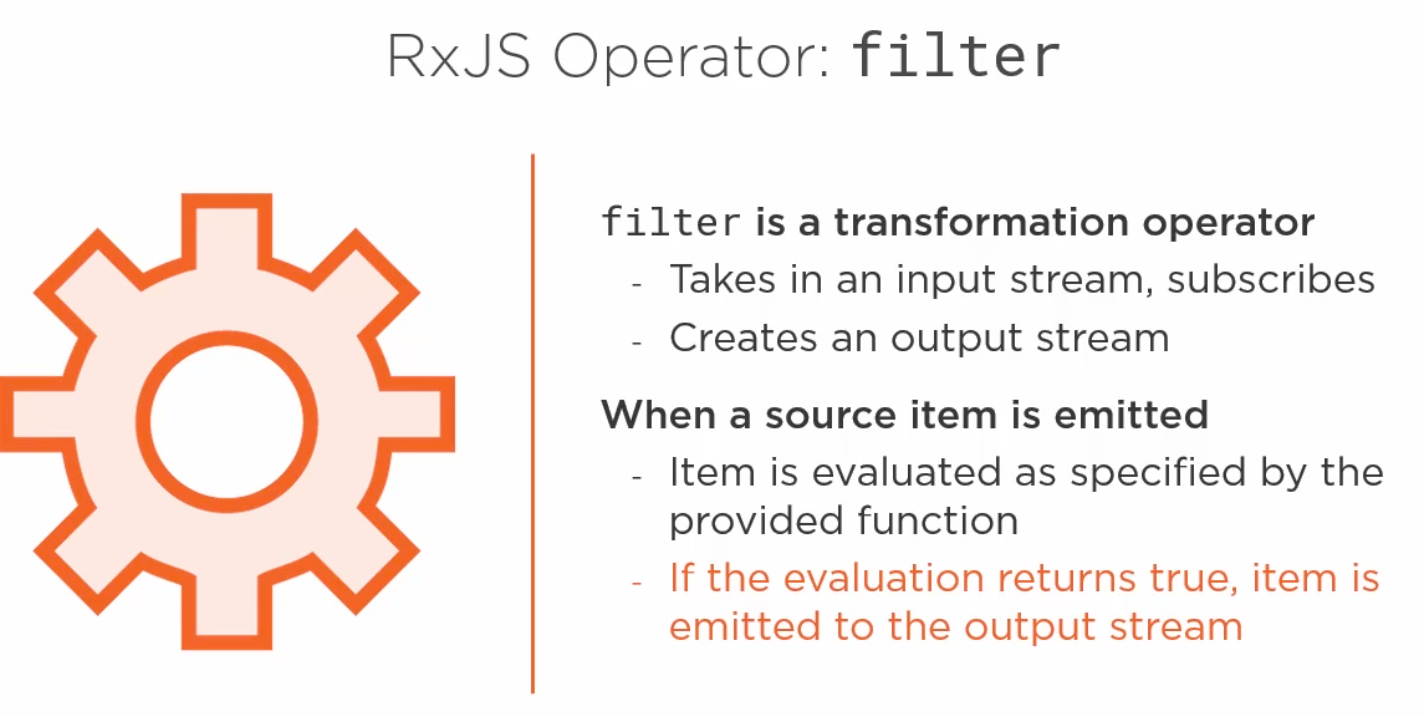 RxJS Operator: filter
filter is a transformation operator
- Takes in an input stream, subscribes
- Creates an output stream
When a source item is emitted
- Item is evaluated as specified by the
provided function
- If the evaluation returns true, item is
emitted to the output stream